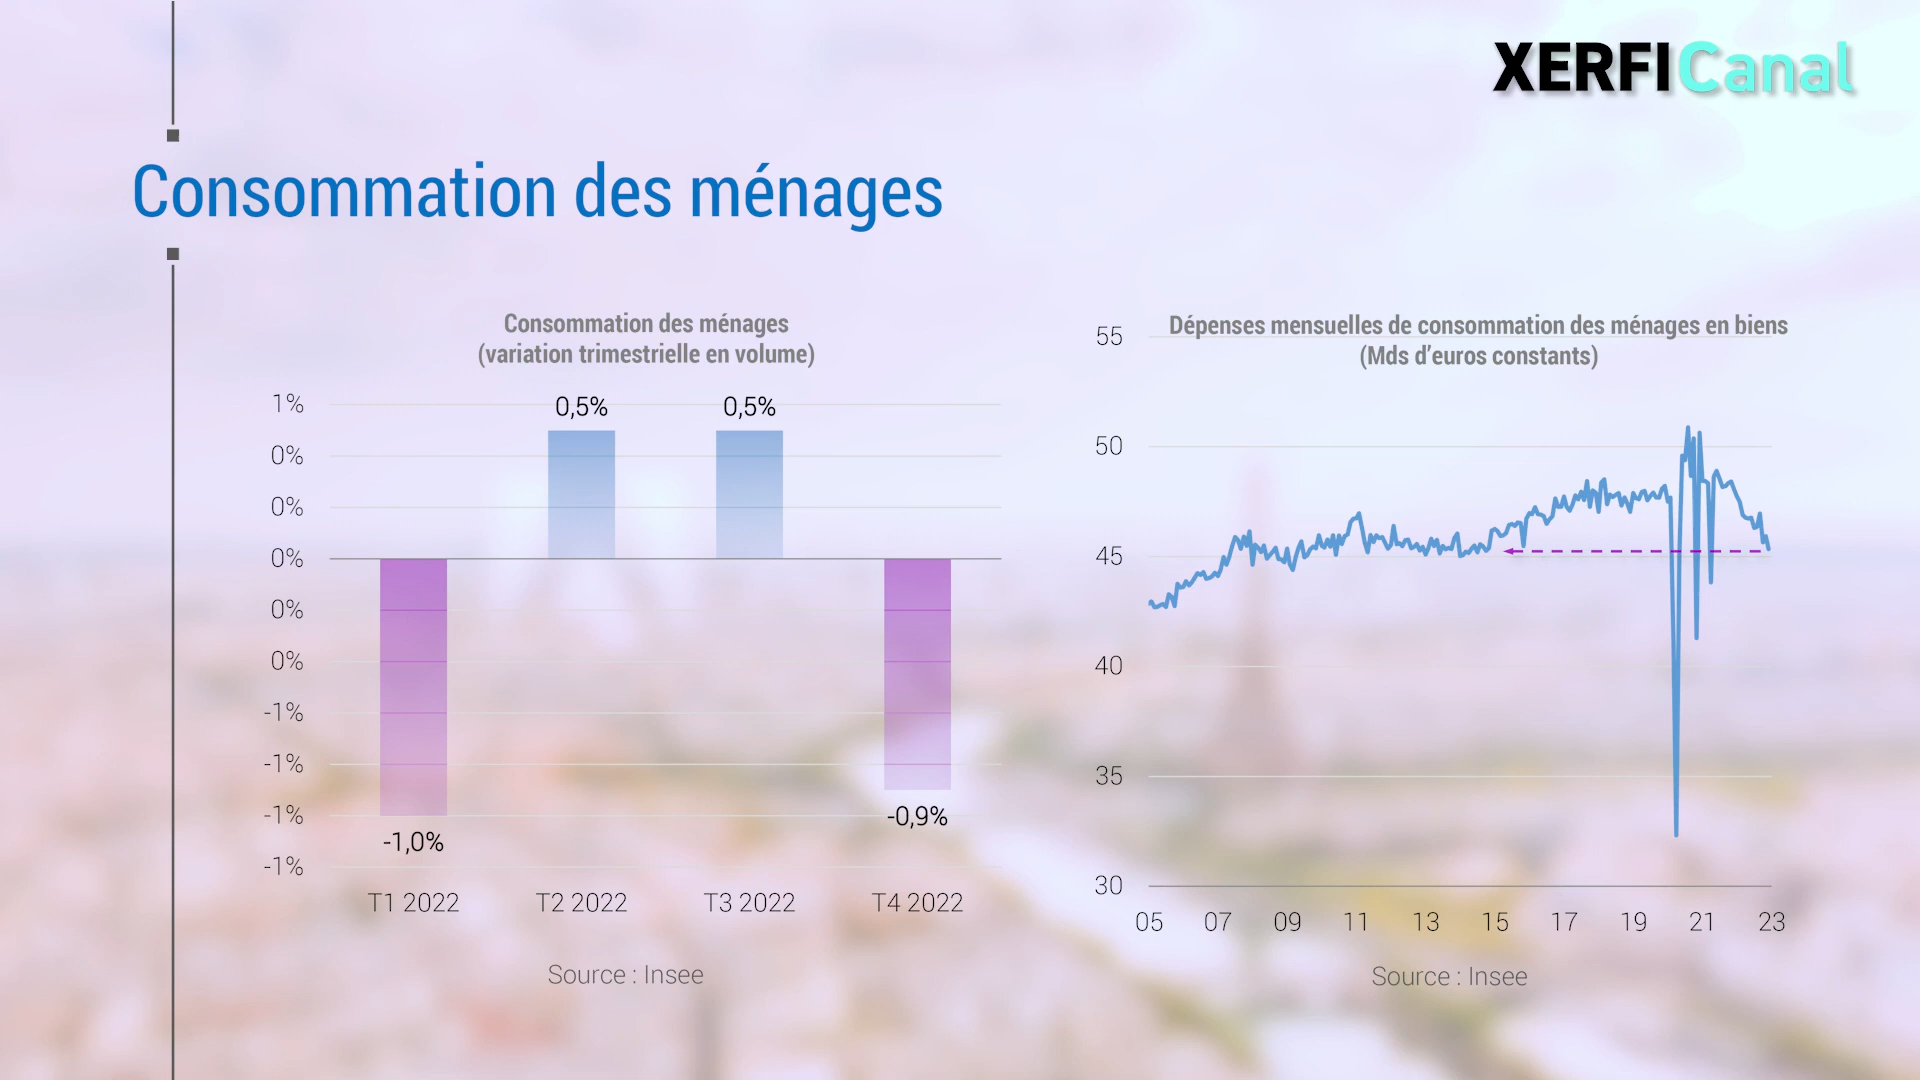 XERFI Canal
Consommation des ménages
Consommation des ménages
(variation trimestrielle en volume)
1%
0%
0%
0%
0%
0%
-1%
-1%
-1%
-1%
0,5%
0,5%
-1,0%
-0,9%
T1 2022 T2 2022 T3 2022 T4 2022
Source : Insee
Dépenses mensuelles de consommation des ménages en biens
(Mds d'euros constants)
55
50
45
40
35
30
05 07 09 11 13 15 17 19 21 23
Source : Insee